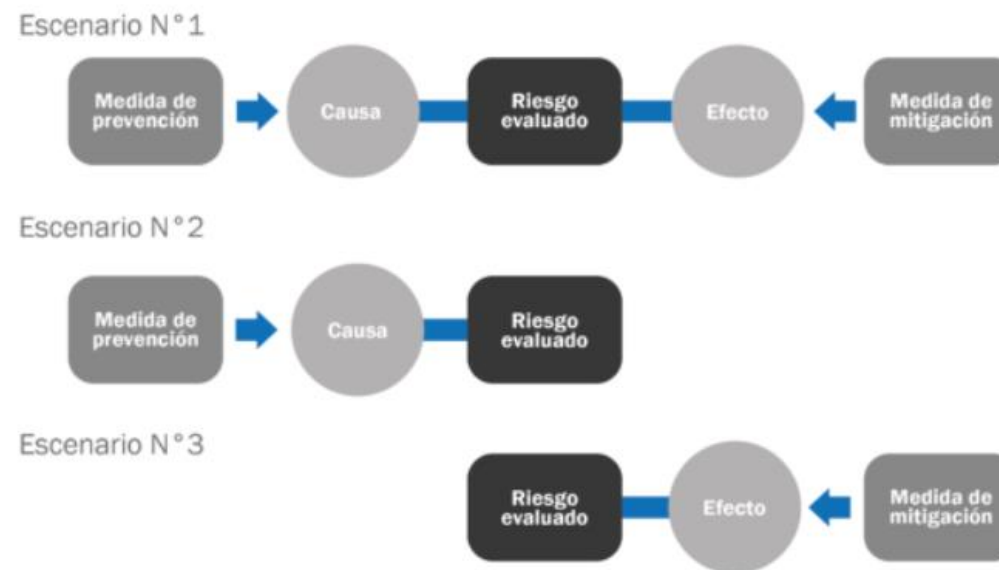 Escenario N°1
Medida de
prevención
Causa
Riesgo
evaluado
Efecto
Medida de
mitigación
Escenario N°2
Medida de
prevención
Causa
Riesgo
evaluado
Escenario N°3
Riesgo
evaluado
Efecto
Medida de
mitigación